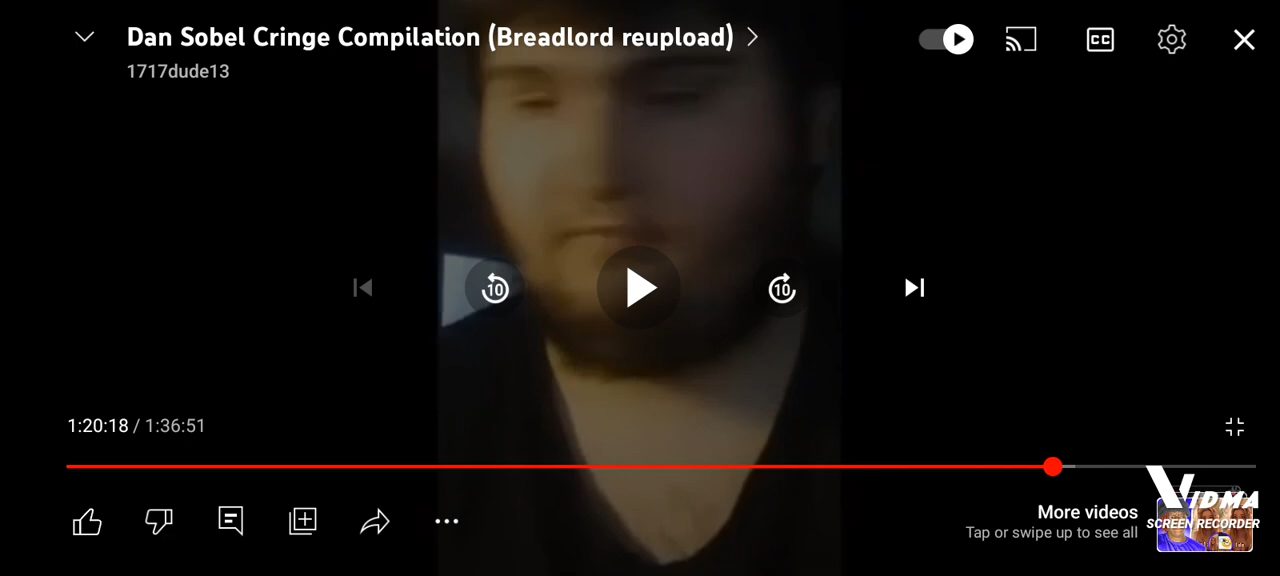 Dan Sobel Cringe Compilation (Breadlord reupload)
1717dude13
CC
10
10
1:20:18 / 1:36:51
More videos
Tap or swipe up to see all
VIDMA
SCREEN RECORDER